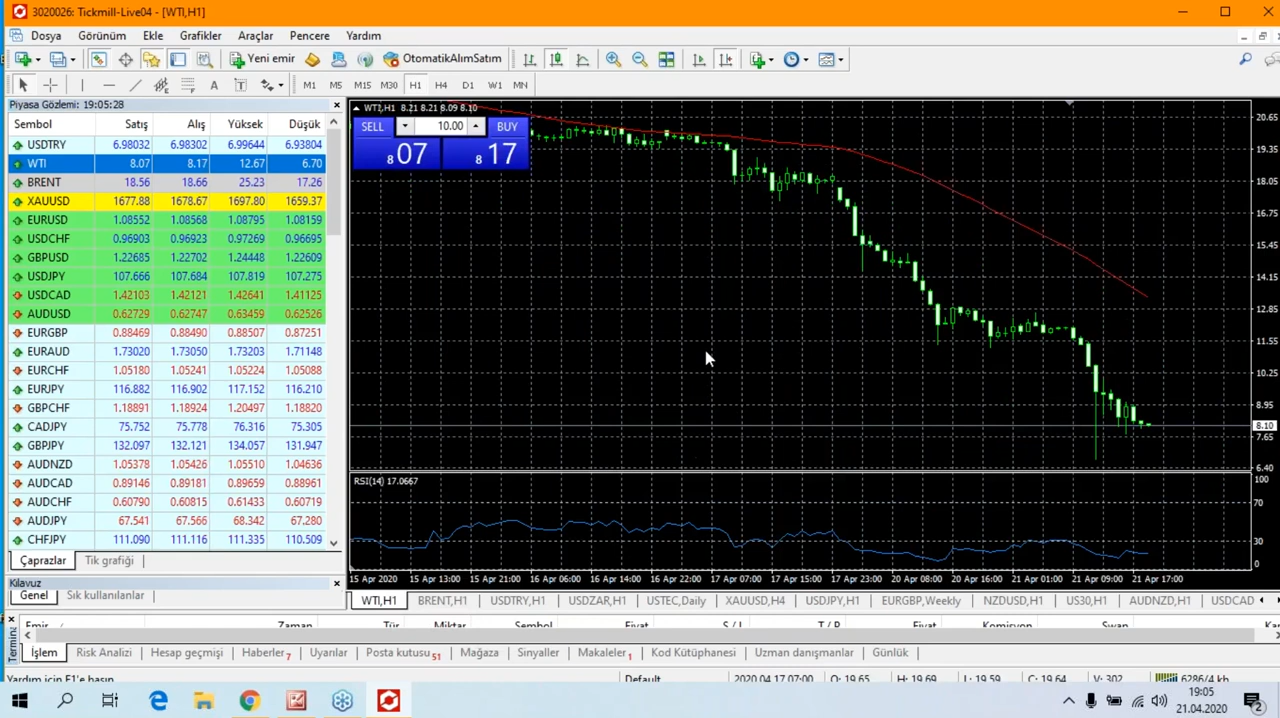 3020026: Tickmill-Live04 - [WTI,H1]
Dosya Görünüm Ekle Grafikler Araçlar Pencere Yardım
Yeni emir OtomatikAlımSatım
M1 M5 M15 M30 H1 H4 D1 W1 MN
Piyasa Gözlemi: 19:05:28
Sembol Satış Alış Yüksek Düşük
USDTRY 6.98032 6.98302 6.99644 6.93804
WTI 8.07 8.17 12.67 6.70
BRENT 18.56 18.66 25.23 17.26
XAUUSD 1677.88 1678.67 1697.80 1659.37
EURUSD 1.08552 1.08568 1.08795 1.08159
USDCHF 0.96903 0.96923 0.97269 0.96695
GBPUSD 1.22685 1.22702 1.24480 1.22609
USDJPY 107.666 107.684 107.819 107.275
USDCAD 1.42103 1.42121 1.42641 1.41125
AUDUSD 0.62729 0.62747 0.63459 0.62526
EURGBP 0.88469 0.88490 0.88507 0.87251
EURAUD 1.73020 1.73050 1.73203 1.71148
EURCHF 1.05180 1.05241 1.05224 1.05088
EURJPY 116.882 116.902 117.152 116.210
GBPCHF 1.18891 1.18924 1.20497 1.18820
CADJPY 75.752 75.778 76.316 75.305
GBPJPY 132.097 132.121 134.057 131.947
AUDNZD 1.05378 1.05426 1.05510 1.04636
AUDCAD 0.89146 0.89181 0.89659 0.88961
AUDCHF 0.60790 0.60815 0.61433 0.60719
AUDJPY 67.541 67.566 68.342 67.280
CHFJPY 111.090 111.116 111.335 110.509
Çaprazlar Tik grafiği
Kılavuz
Genel Sık kullanılanlar
WTI,H1 8.21 8.21 8.09 8.10
SELL 10.00 BUY
8 07 8 17
20.65
19.35
18.05
16.75
15.45
14.15
12.85
11.55
10.25
8.95
8.10
7.65
6.40
RSI(14) 17.0667
100
70
30
0
15 Apr 2020 15 Apr 13:00 15 Apr 21:00 16 Apr 06:00 16 Apr 14:00 16 Apr 22:00 17 Apr 07:00 17 Apr 15:00 17 Apr 23:00 20 Apr 08:00 20 Apr 16:00 21 Apr 01:00 21 Apr 09:00 21 Apr 17:00
WTI,H1 BRENT,H1 USDTRY,H1 USDZAR,H1 USTEC,Daily XAUUSD,H4 USDJPY,H1 EURGBP,Weekly NZDUSD,H1 US30,H1 AUDNZD,H1 USDCAD
Emir Zaman Tür Miktar Sembol Fiyat S / L T / P Fiyat Komisyon Swap
İşlem Risk Analizi Hesap geçmişi Haberler 7 Uyarılar Posta kutusu 51 Mağaza Sinyaller Makaleler 1 Kod Kütüphanesi Uzman danışmanlar Günlük
Yardım için F1'e basın Default 2020.04.17 07:00 O: 19.65 H: 19.69 L: 19.59 C: 19.64 V: 302 6286/4 kb
19:05
21.04.2020
2